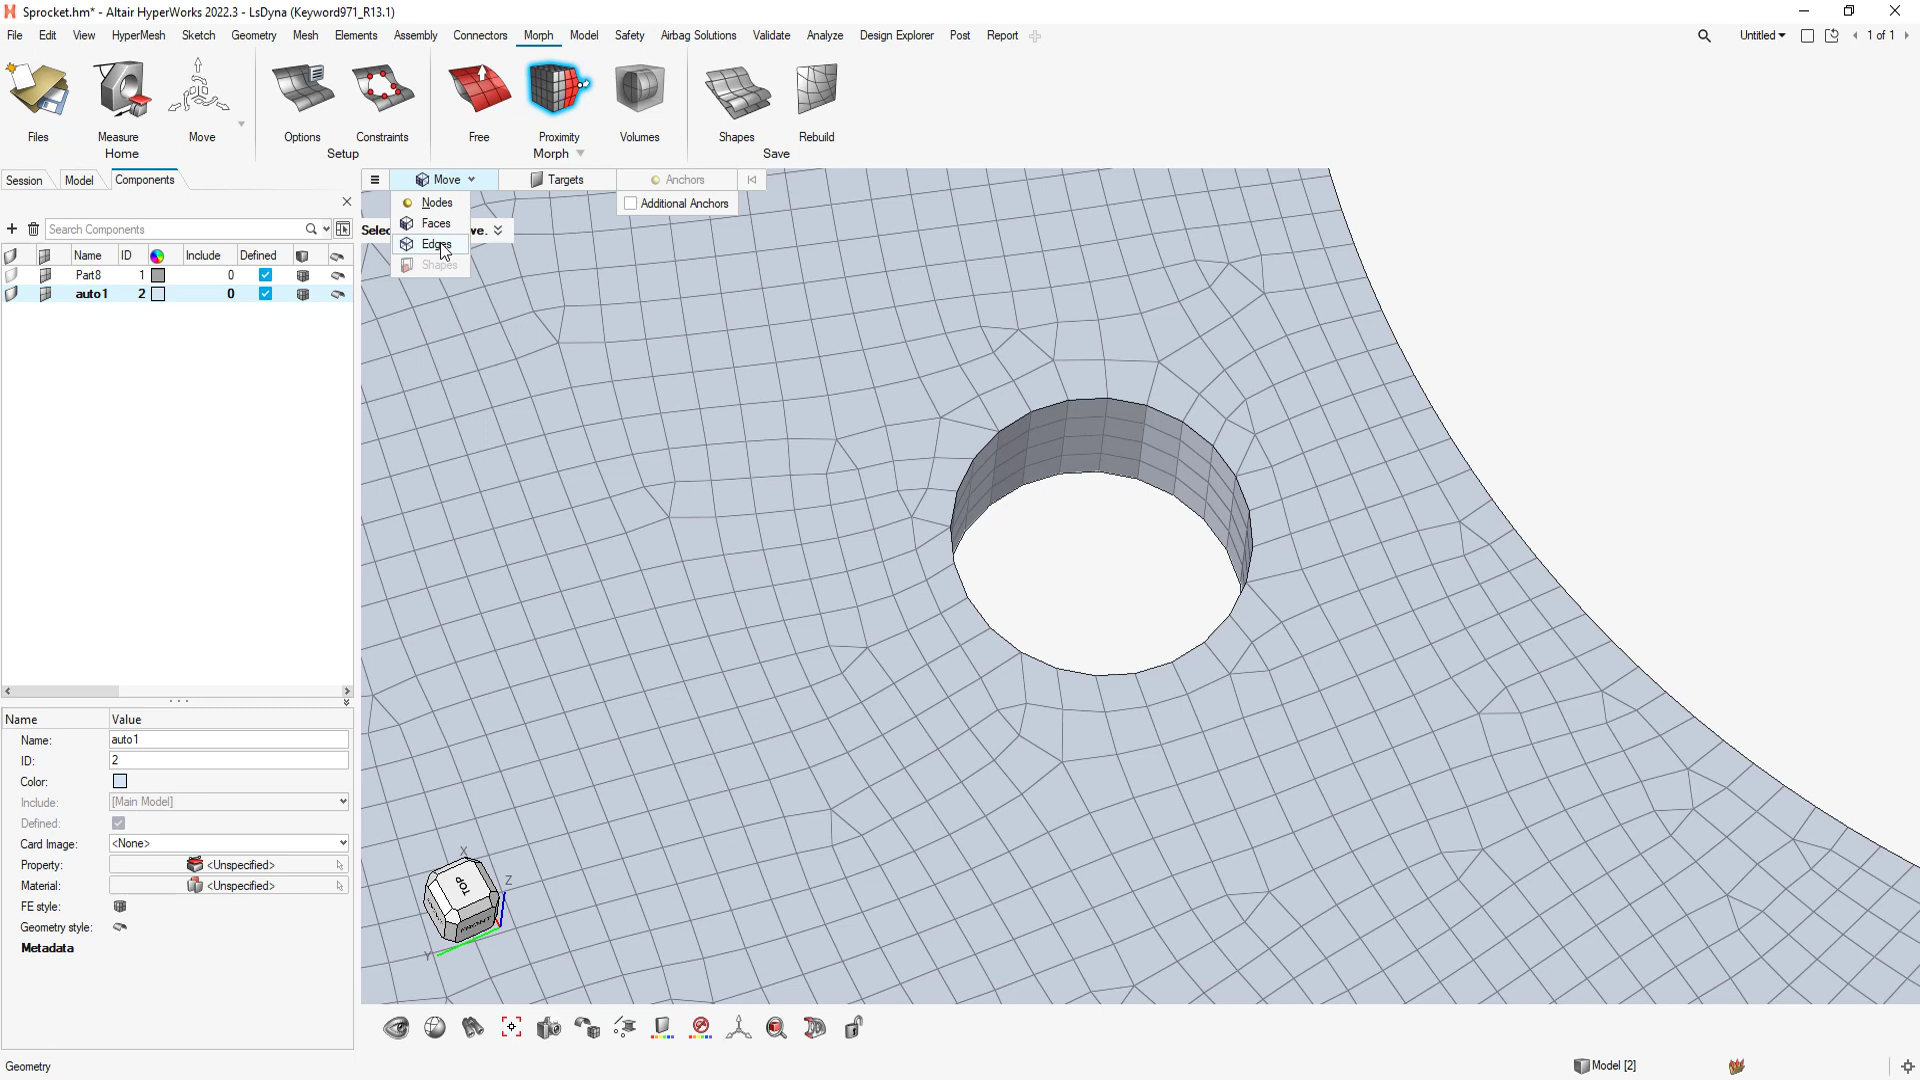 Sprocket.hm* - Altair HyperWorks 2022.3 - LsDyna (Keyword971_R13.1)
File Edit View HyperMesh Sketch Geometry Mesh Elements Assembly Connectors Morph Model Safety Airbag Solutions Validate Analyze Design Explorer Post Report Untitled 1 of 1
Files Measure Move Options Constraints Free Proximity Volumes Shapes Rebuild
Home Setup Morph Save
Session Model Components
Move Targets Anchors
Nodes Additional Anchors
Faces
Search Components Selec ve.
Edges
Shapes
Name ID Include Defined
Part8 1 0
auto1 2 0
Name Value
Name: auto1
ID: 2
Color:
Include: [Main Model]
Defined:
Card Image: <None>
Property: <Unspecified>
Material: <Unspecified>
FE style:
Geometry style:
Metadata
X
TOP
Z
FRONT
Y
Geometry Model [2]